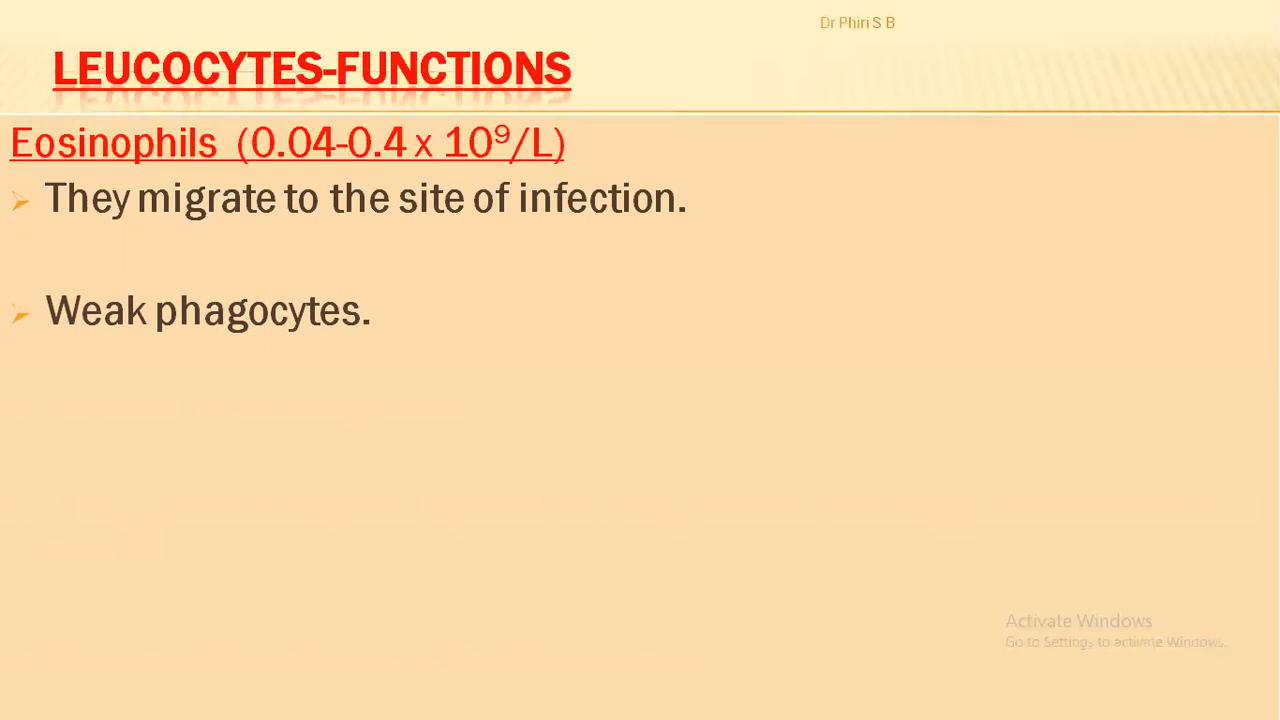 Dr Phiri S B
LEUCOCYTES-FUNCTIONS
Eosinophils (0.04-0.4 x 10⁹/L)
➢ They migrate to the site of infection.
➢ Weak phagocytes.
Activate Windows
Go to Settings to activate Windows.